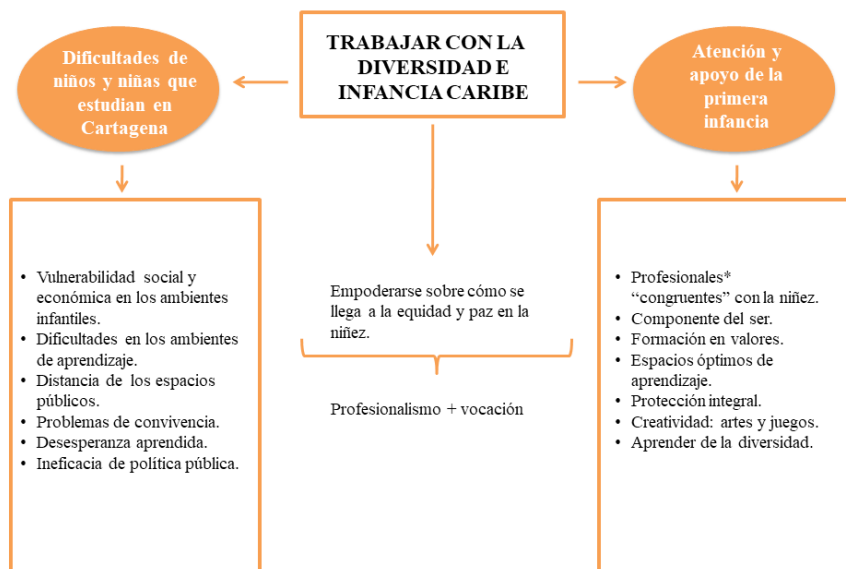 TRABAJAR CON LA
DIVERSIDAD E
INFANCIA CARIBE
Dificultades de
niños y niñas que
estudian en
Cartagena
Atención y
apoyo de la
primera
infancia
• Vulnerabilidad social y
económica en los ambientes
infantiles.
• Dificultades en los ambientes
de aprendizaje.
• Distancia de los espacios
públicos.
• Problemas de convivencia.
• Desesperanza aprendida.
• Ineficacia de política pública.
Empoderarse sobre cómo se
llega a la equidad y paz en la
niñez.
Profesionalismo + vocación
• Profesionales*
“congruentes” con la niñez.
• Componente del ser.
• Formación en valores.
• Espacios óptimos de
aprendizaje.
• Protección integral.
• Creatividad: artes y juegos.
• Aprender de la diversidad.